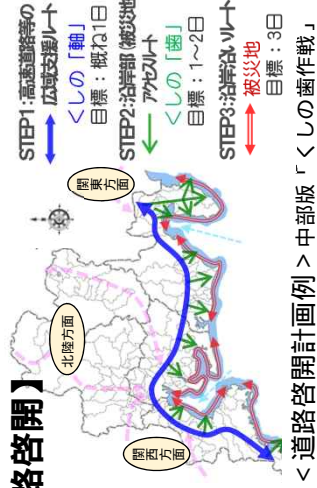 路啓開】
STEP1:高速道路等の
広域支援ルート
くしの「軸」
目標:概ね1日
STEP2:沿岸部(被災地)
アクセスルート
くしの「歯」
目標:1〜2日
STEP3:沿岸沿いルート
被災地
目標:3日
関東方面
北陸方面
関西方面
<道路啓開計画例> 中部版「くしの歯作戦」